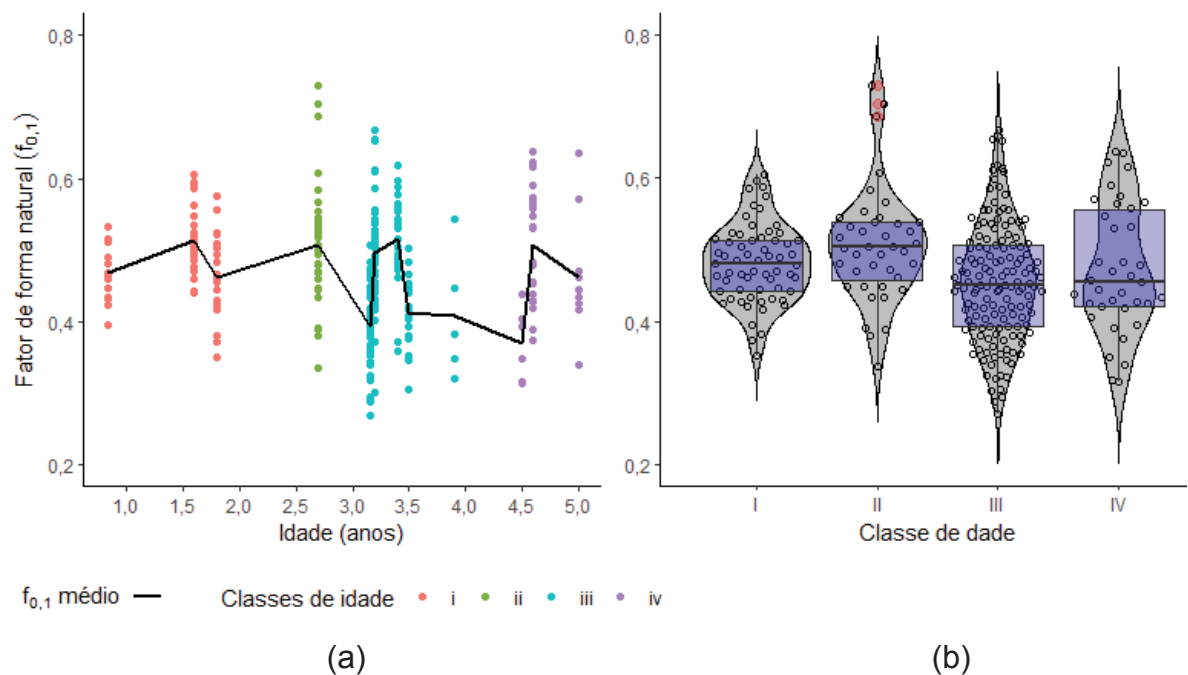 Fator de forma natural (f0,1)
0,8
0,6
0,4
0,2
1,0 1,5 2,0 2,5 3,0 3,5 4,0 4,5 5,0
Idade (anos)
0,8
0,6
0,4
0,2
I II III IV
Classe de dade
f0,1 médio Classes de idade i ii iii iv
(a) (b)